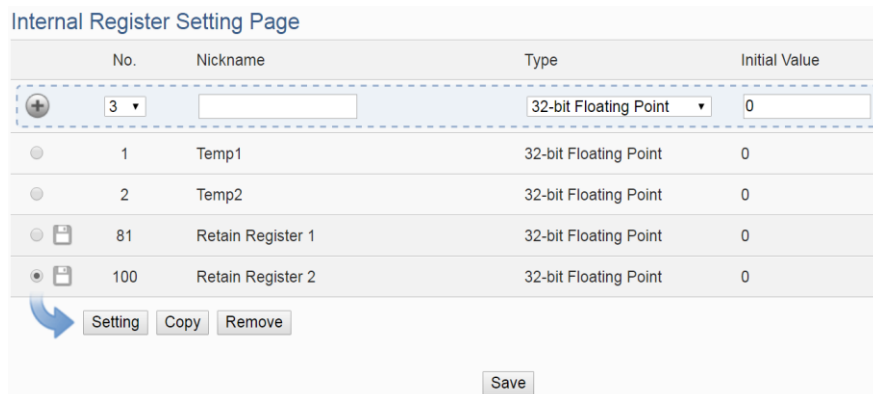 Internal Register Setting Page
No. Nickname Type Initial Value
3 32-bit Floating Point 0
1 Temp1 32-bit Floating Point 0
2 Temp2 32-bit Floating Point 0
81 Retain Register 1 32-bit Floating Point 0
100 Retain Register 2 32-bit Floating Point 0
Setting Copy Remove
Save